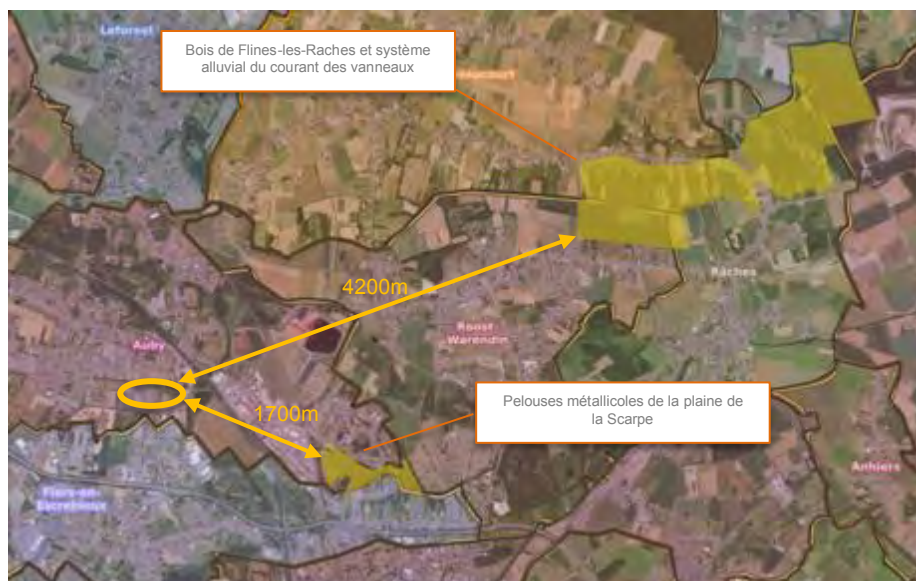 Leforest
Bois de Flines-les-Raches et système
alluvial du courant des vanneaux
4200m
Râches
Roost
Warendin
Auby
1700m
Pelouses métallicoles de la plaine de
la Scarpe
Anhiers
Flers-en-
Escrebieux